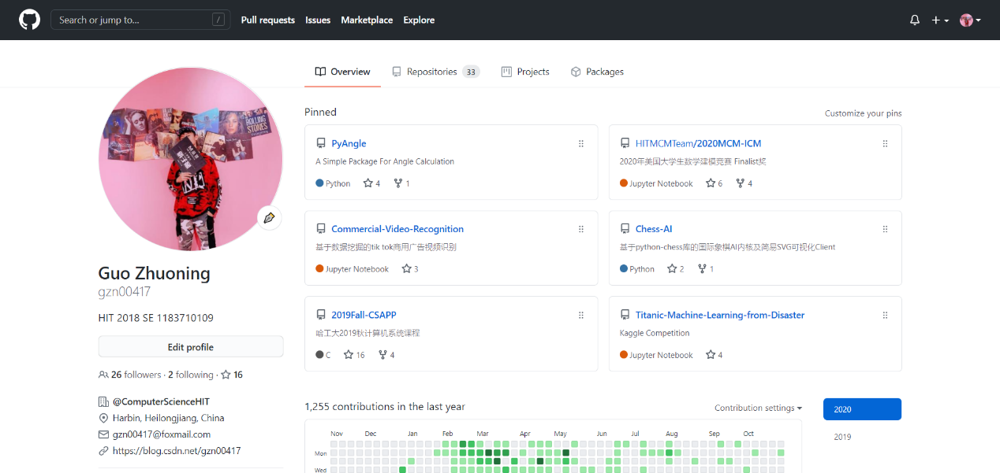 Search or jump to... /
Pull requests Issues Marketplace Explore
Overview Repositories 33 Projects Packages
ROLLING STONES
Guo Zhuoning
gzn00417
HIT 2018 SE 1183710109
Edit profile
26 followers · 2 following · 16
@ComputerScienceHIT
Harbin, Heilongjiang, China
gzn00417@foxmail.com
https://blog.csdn.net/gzn00417
Pinned
Customize your pins
PyAngle
A Simple Package For Angle Calculation
Python 4 1
HITMCMTeam/2020MCM-ICM
2020年美国大学生数学建模竞赛 Finalist奖
Jupyter Notebook 6 4
Commercial-Video-Recognition
基于数据挖掘的tik tok商用广告视频识别
Jupyter Notebook 3
Chess-AI
基于python-chess库的国际象棋AI内核及简易SVG可视化Client
Python 2 1
2019Fall-CSAPP
哈工大2019秋计算机系统课程
C 16 4
Titanic-Machine-Learning-from-Disaster
Kaggle Competition
Jupyter Notebook 4
1,255 contributions in the last year
Contribution settings
2020
2019
Nov Dec Jan Feb Mar Apr May Jun Jul Aug Sep Oct
Mon
Wed